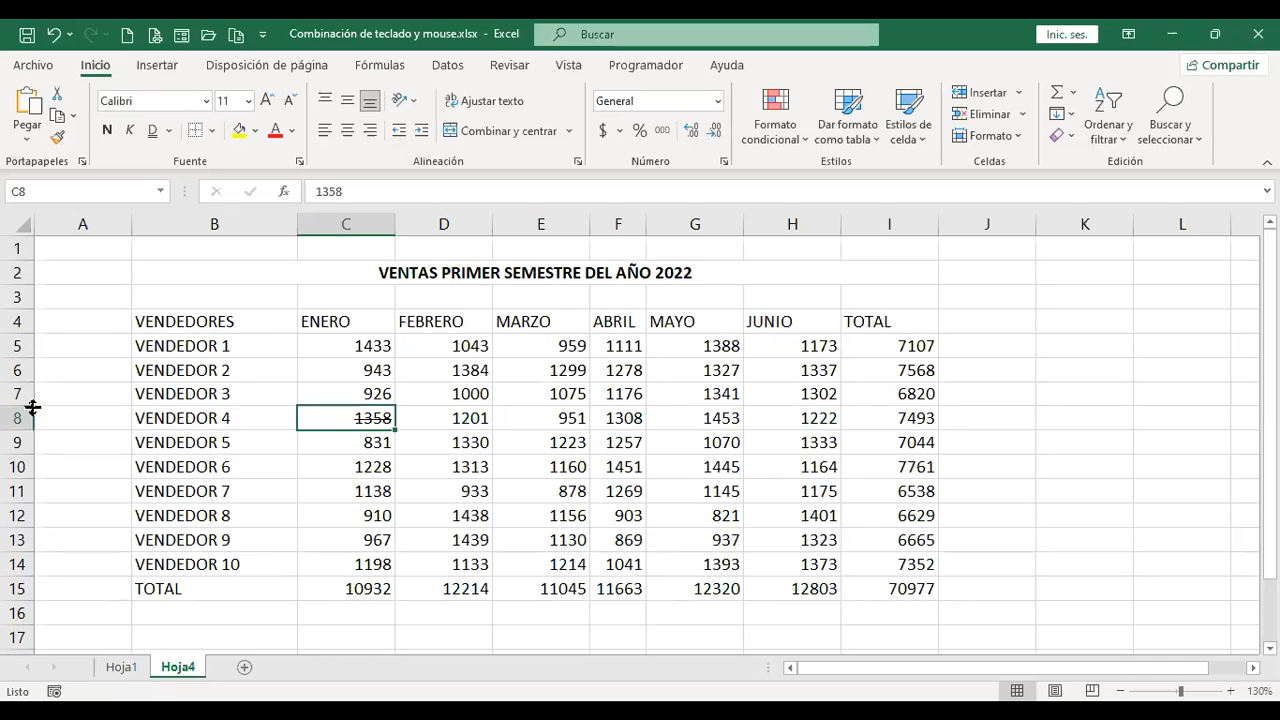 Combinación de teclado y mouse.xlsx - Excel
Buscar
Inic. ses.
Archivo Inicio Insertar Disposición de página Fórmulas Datos Revisar Vista Programador Ayuda Compartir
Pegar
Portapapeles
Calibri 11
N K D A
Fuente
Ajustar texto
Combinar y centrar
Alineación
General
$ % 000
Número
Formato condicional
Dar formato como tabla
Estilos de celda
Estilos
Insertar
Eliminar
Formato
Celdas
Ordenar y filtrar
Buscar y seleccionar
Edición
C8 fx 1358
A B C D E F G H I J K L
1
2 VENTAS PRIMER SEMESTRE DEL AÑO 2022
3
4 VENDEDORES ENERO FEBRERO MARZO ABRIL MAYO JUNIO TOTAL
5 VENDEDOR 1 1433 1043 959 1111 1388 1173 7107
6 VENDEDOR 2 943 1384 1299 1278 1327 1337 7568
7 VENDEDOR 3 926 1000 1075 1176 1341 1302 6820
8 VENDEDOR 4 1358 1201 951 1308 1453 1222 7493
9 VENDEDOR 5 831 1330 1223 1257 1070 1333 7044
10 VENDEDOR 6 1228 1313 1160 1451 1445 1164 7761
11 VENDEDOR 7 1138 933 878 1269 1145 1175 6538
12 VENDEDOR 8 910 1438 1156 903 821 1401 6629
13 VENDEDOR 9 967 1439 1130 869 937 1323 6665
14 VENDEDOR 10 1198 1133 1214 1041 1393 1373 7352
15 TOTAL 10932 12214 11045 11663 12320 12803 70977
16
17
Hoja1 Hoja4
Listo 130%